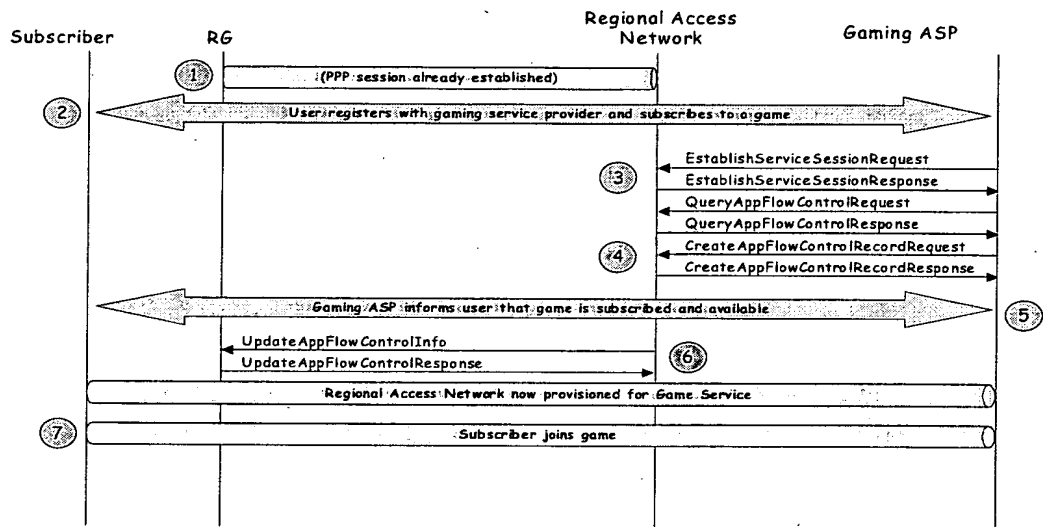 Subscriber
RG
Regional Access
Network
Gaming ASP
1
(PPP session already established)
2
User registers with gaming service provider and subscribes to a game
EstablishServiceSessionRequest
3
EstablishServiceSessionResponse
QueryAppFlowControlRequest
QueryAppFlowControlResponse
4
CreateAppFlowControlRecordRequest
CreateAppFlowControlRecordResponse
Gaming ASP informs user that game is subscribed and available
5
UpdateAppFlowControlInfo
6
UpdateAppFlowControlResponse
Regional Access Network now provisioned for Game Service
7
Subscriber joins game